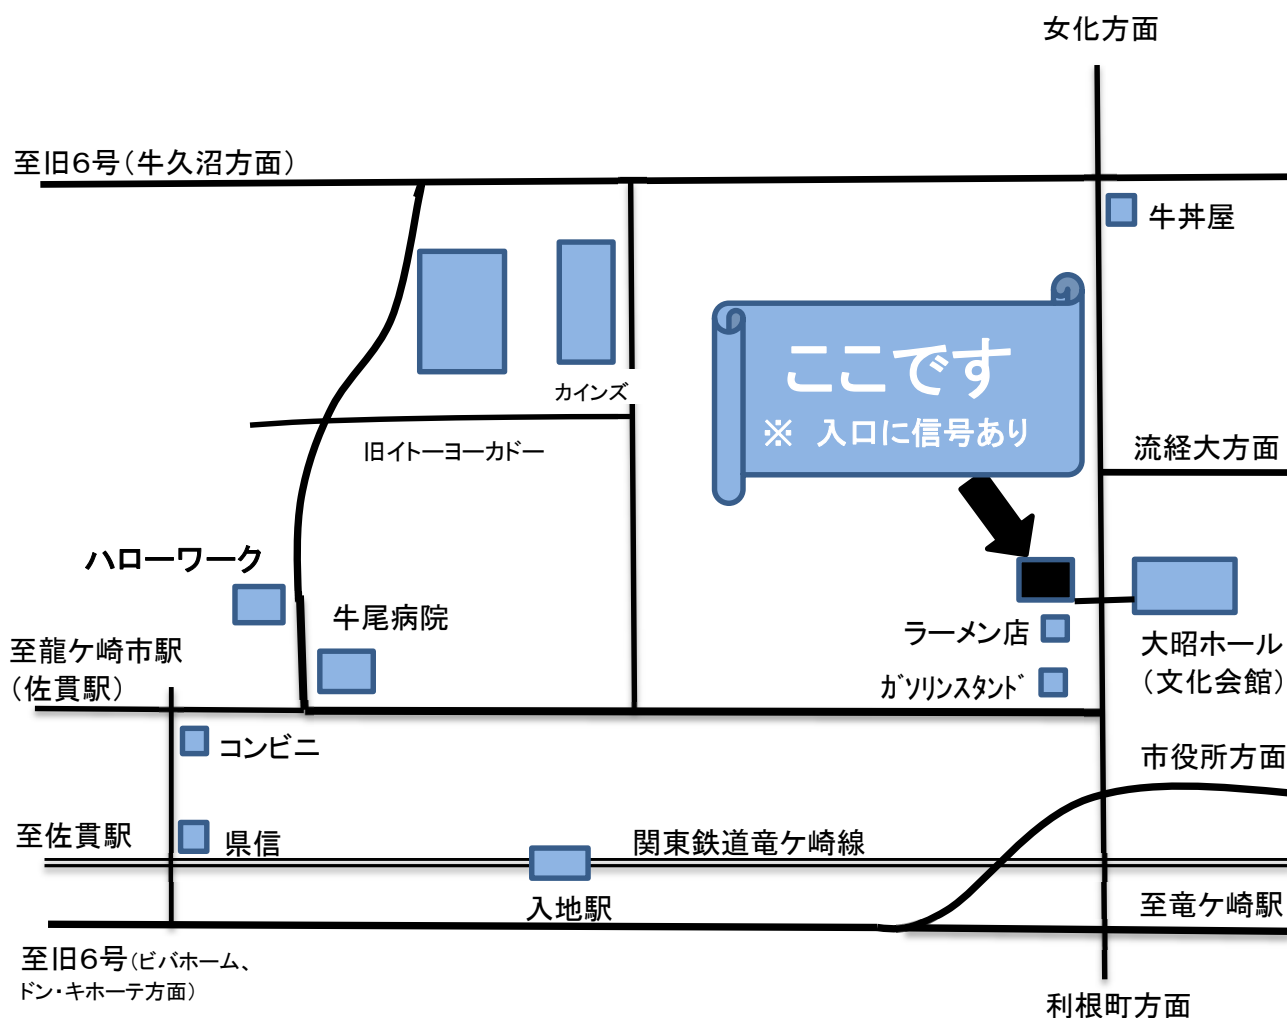 女化方面
至旧6号(牛久沼方面)
牛丼屋
ここです
※ 入口に信号あり
カインズ
旧イトーヨーカドー
流経大方面
ハローワーク
牛尾病院
ラーメン店
大昭ホール
(文化会館)
至龍ケ崎市駅
(佐貫駅)
ｶﾞｿﾘﾝｽﾀﾝﾄﾞ
コンビニ
市役所方面
至佐貫駅
県信
関東鉄道竜ケ崎線
入地駅
至竜ケ崎駅
至旧6号(ビバホーム、
ドン・キホーテ方面)
利根町方面